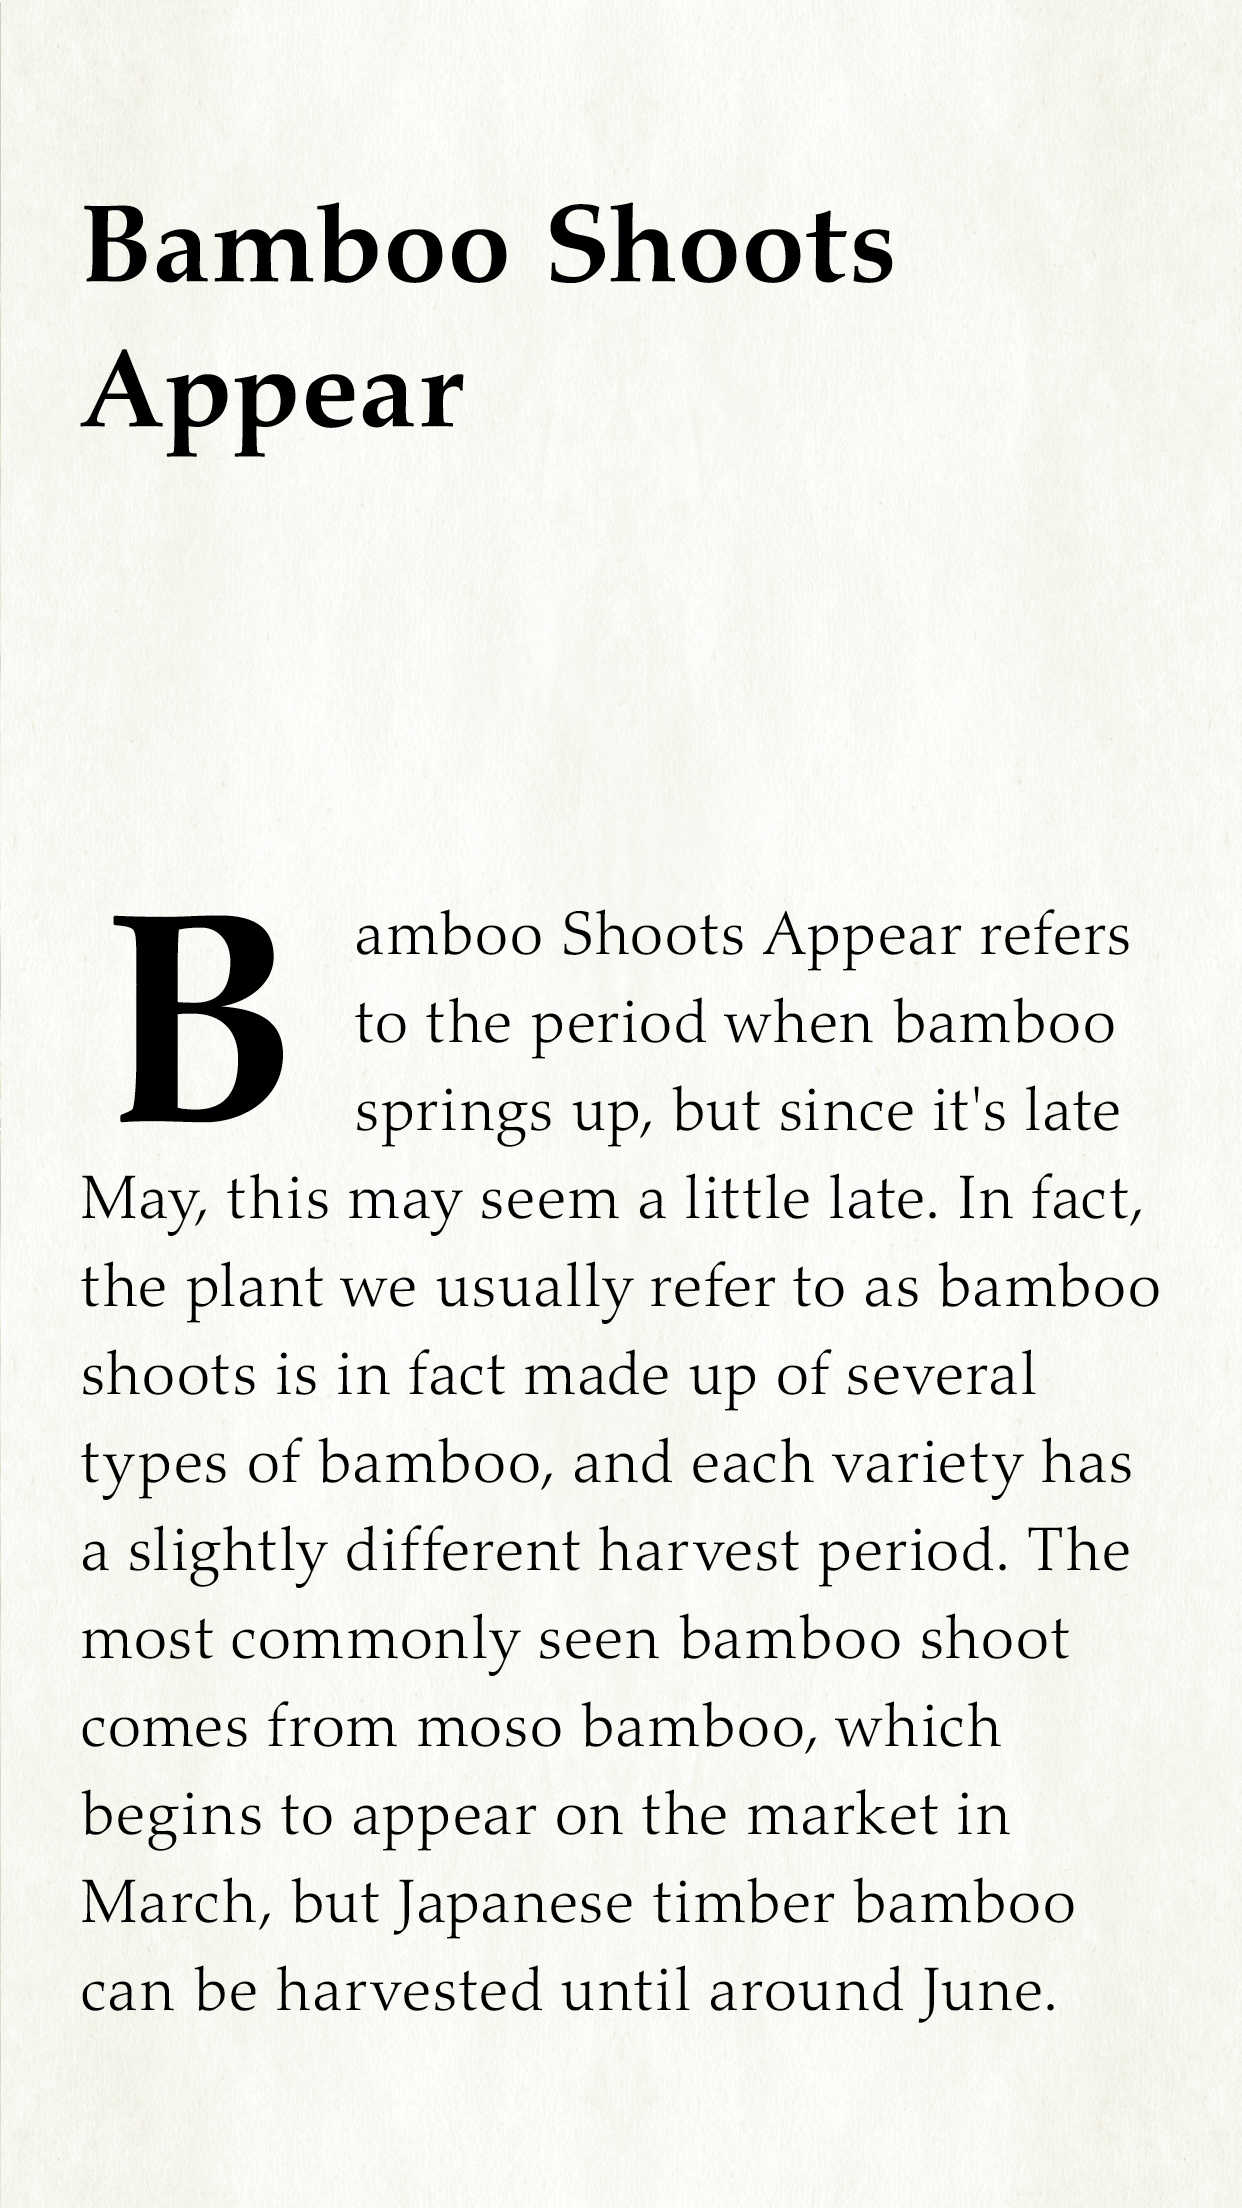 Bamboo Shoots
Appear
Bamboo Shoots Appear refers
to the period when bamboo
springs up, but since it's late
May, this may seem a little late. In fact,
the plant we usually refer to as bamboo
shoots is in fact made up of several
types of bamboo, and each variety has
a slightly different harvest period. The
most commonly seen bamboo shoot
comes from moso bamboo, which
begins to appear on the market in
March, but Japanese timber bamboo
can be harvested until around June.